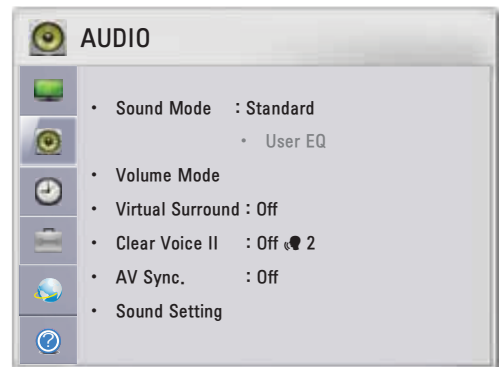 AUDIO
• Sound Mode : Standard
• User EQ
• Volume Mode
• Virtual Surround : Off
• Clear Voice II : Off 2
• AV Sync. : Off
• Sound Setting
?